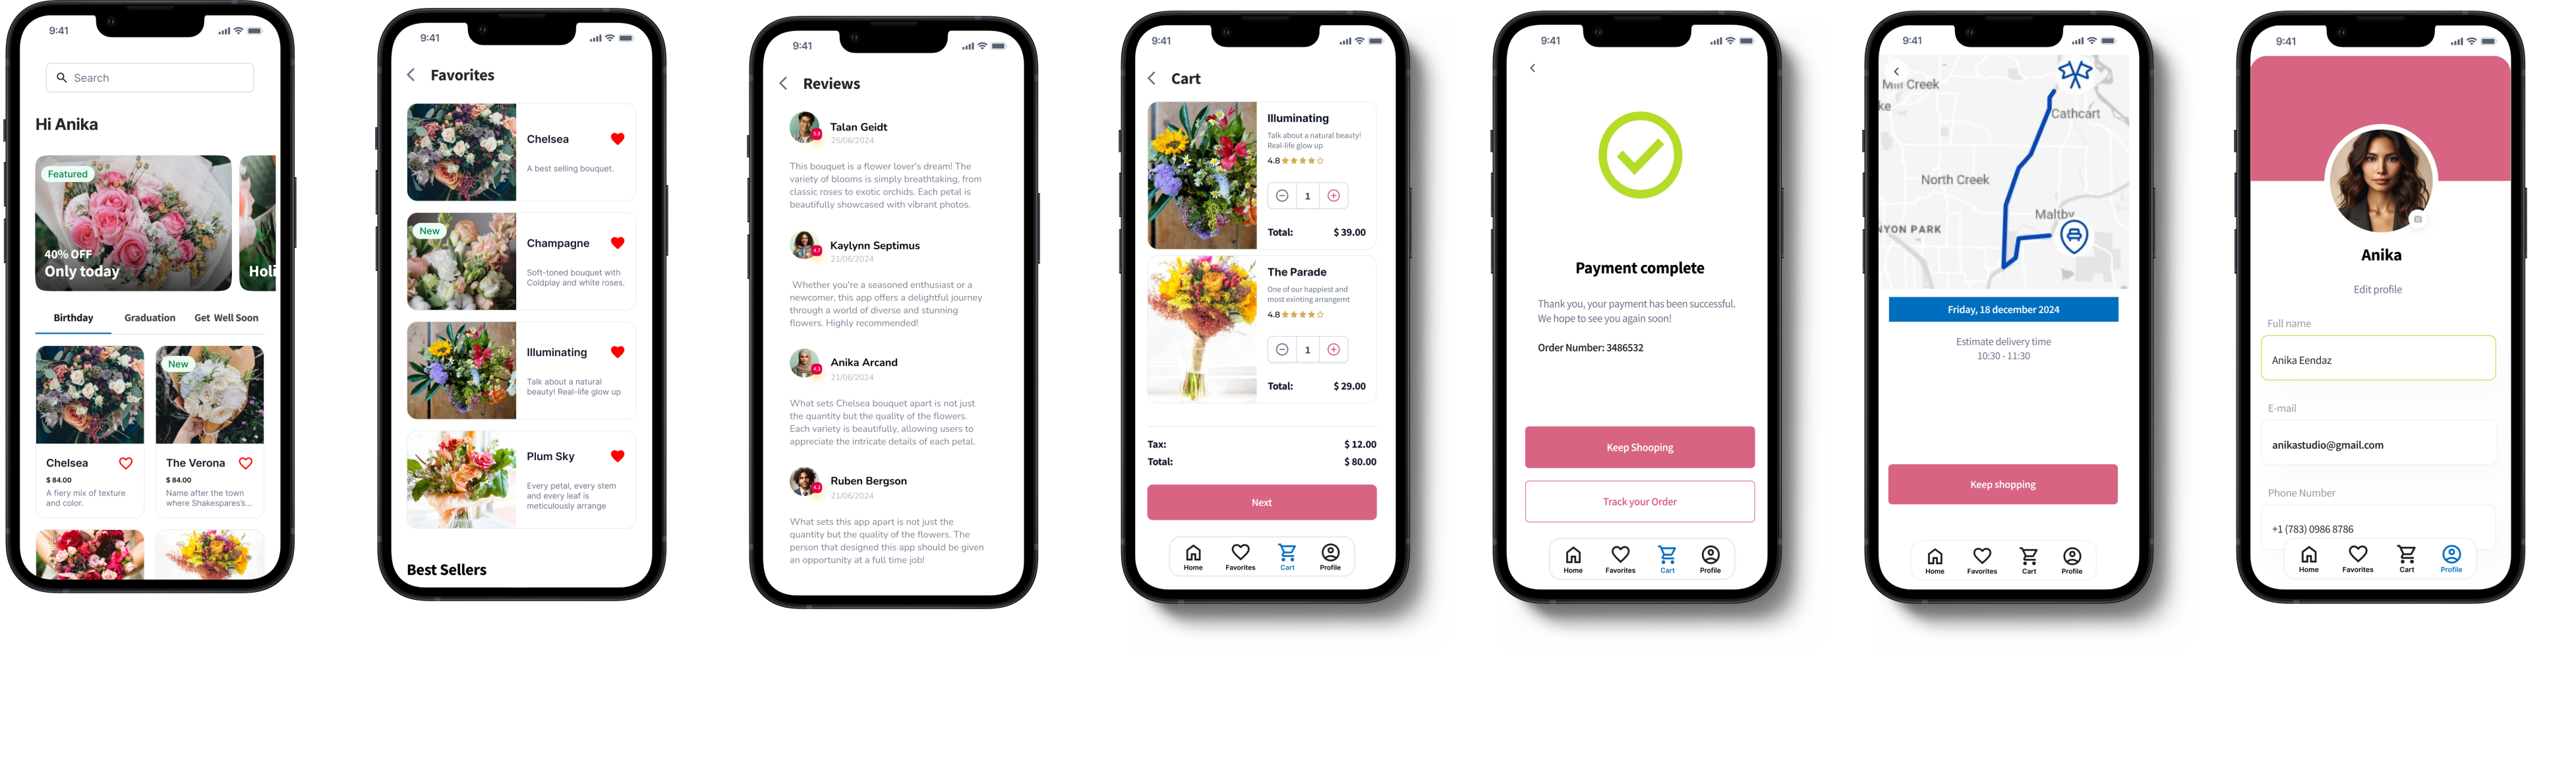 9:41
Search
Hi Anika
Featured
40% OFF
Only today
Holi
Birthday
Graduation
Get Well Soon
New
Chelsea
$ 84.00
A fiery mix of texture
and color.
The Verona
$ 84.00
Name after the town
where Shakespares's...
9:41
Favorites
Chelsea
A best selling bouquet.
New
Champagne
Soft-toned bouquet with
Coldplay and white roses.
Illuminating
Talk about a natural
beauty! Real-life glow up
Plum Sky
Every petal, every stem
and every leaf is
meticulously arrange
Best Sellers
9:41
Reviews
5.0
Talan Geidt
25/06/2024
This bouquet is a flower lover's dream! The
variety of blooms is simply breathtaking, from
classic roses to exotic orchids. Each petal is
beautifully showcased with vibrant photos.
4.7
Kaylynn Septimus
21/06/2024
Whether you're a seasoned enthusiast or a
newcomer, this app offers a delightful journey
through a world of diverse and stunning
flowers. Highly recommended!
4.3
Anika Arcand
21/06/2024
What sets Chelsea bouquet apart is not just
the quantity but the quality of the flowers.
Each variety is beautifully, allowing users to
appreciate the intricate details of each petal.
Ruben Bergson
21/06/2024
What sets this app apart is not just the
quantity but the quality of the flowers. The
person that designed this app should be given
an opportunity at a full time job!
9:41
Cart
Illuminating
Talk about a natural beauty!
Real-life glow up
4.8
1
Total: $ 39.00
The Parade
One of our happiest and
most exinting arrangemt
4.8
1
Total: $ 29.00
Tax: $ 12.00
Total: $ 80.00
Next
Home
Favorites
Cart
Profile
9:41
Payment complete
Thank you, your payment has been successful.
We hope to see you again soon!
Order Number: 3486532
Keep Shooping
Track your Order
Home
Favorites
Cart
Profile
9:41
Mill Creek
ke
Cathcart
North Creek
Maltby
NYON PARK
Friday, 18 december 2024
Estimate delivery time
10:30 - 11:30
Keep shopping
Home
Favorites
Cart
Profile
9:41
Anika
Edit profile
Full name
Anika Eendaz
E-mail
anikastudio@gmail.com
Phone Number
+1 (783) 0986 8786
Home
Favorites
Cart
Profile